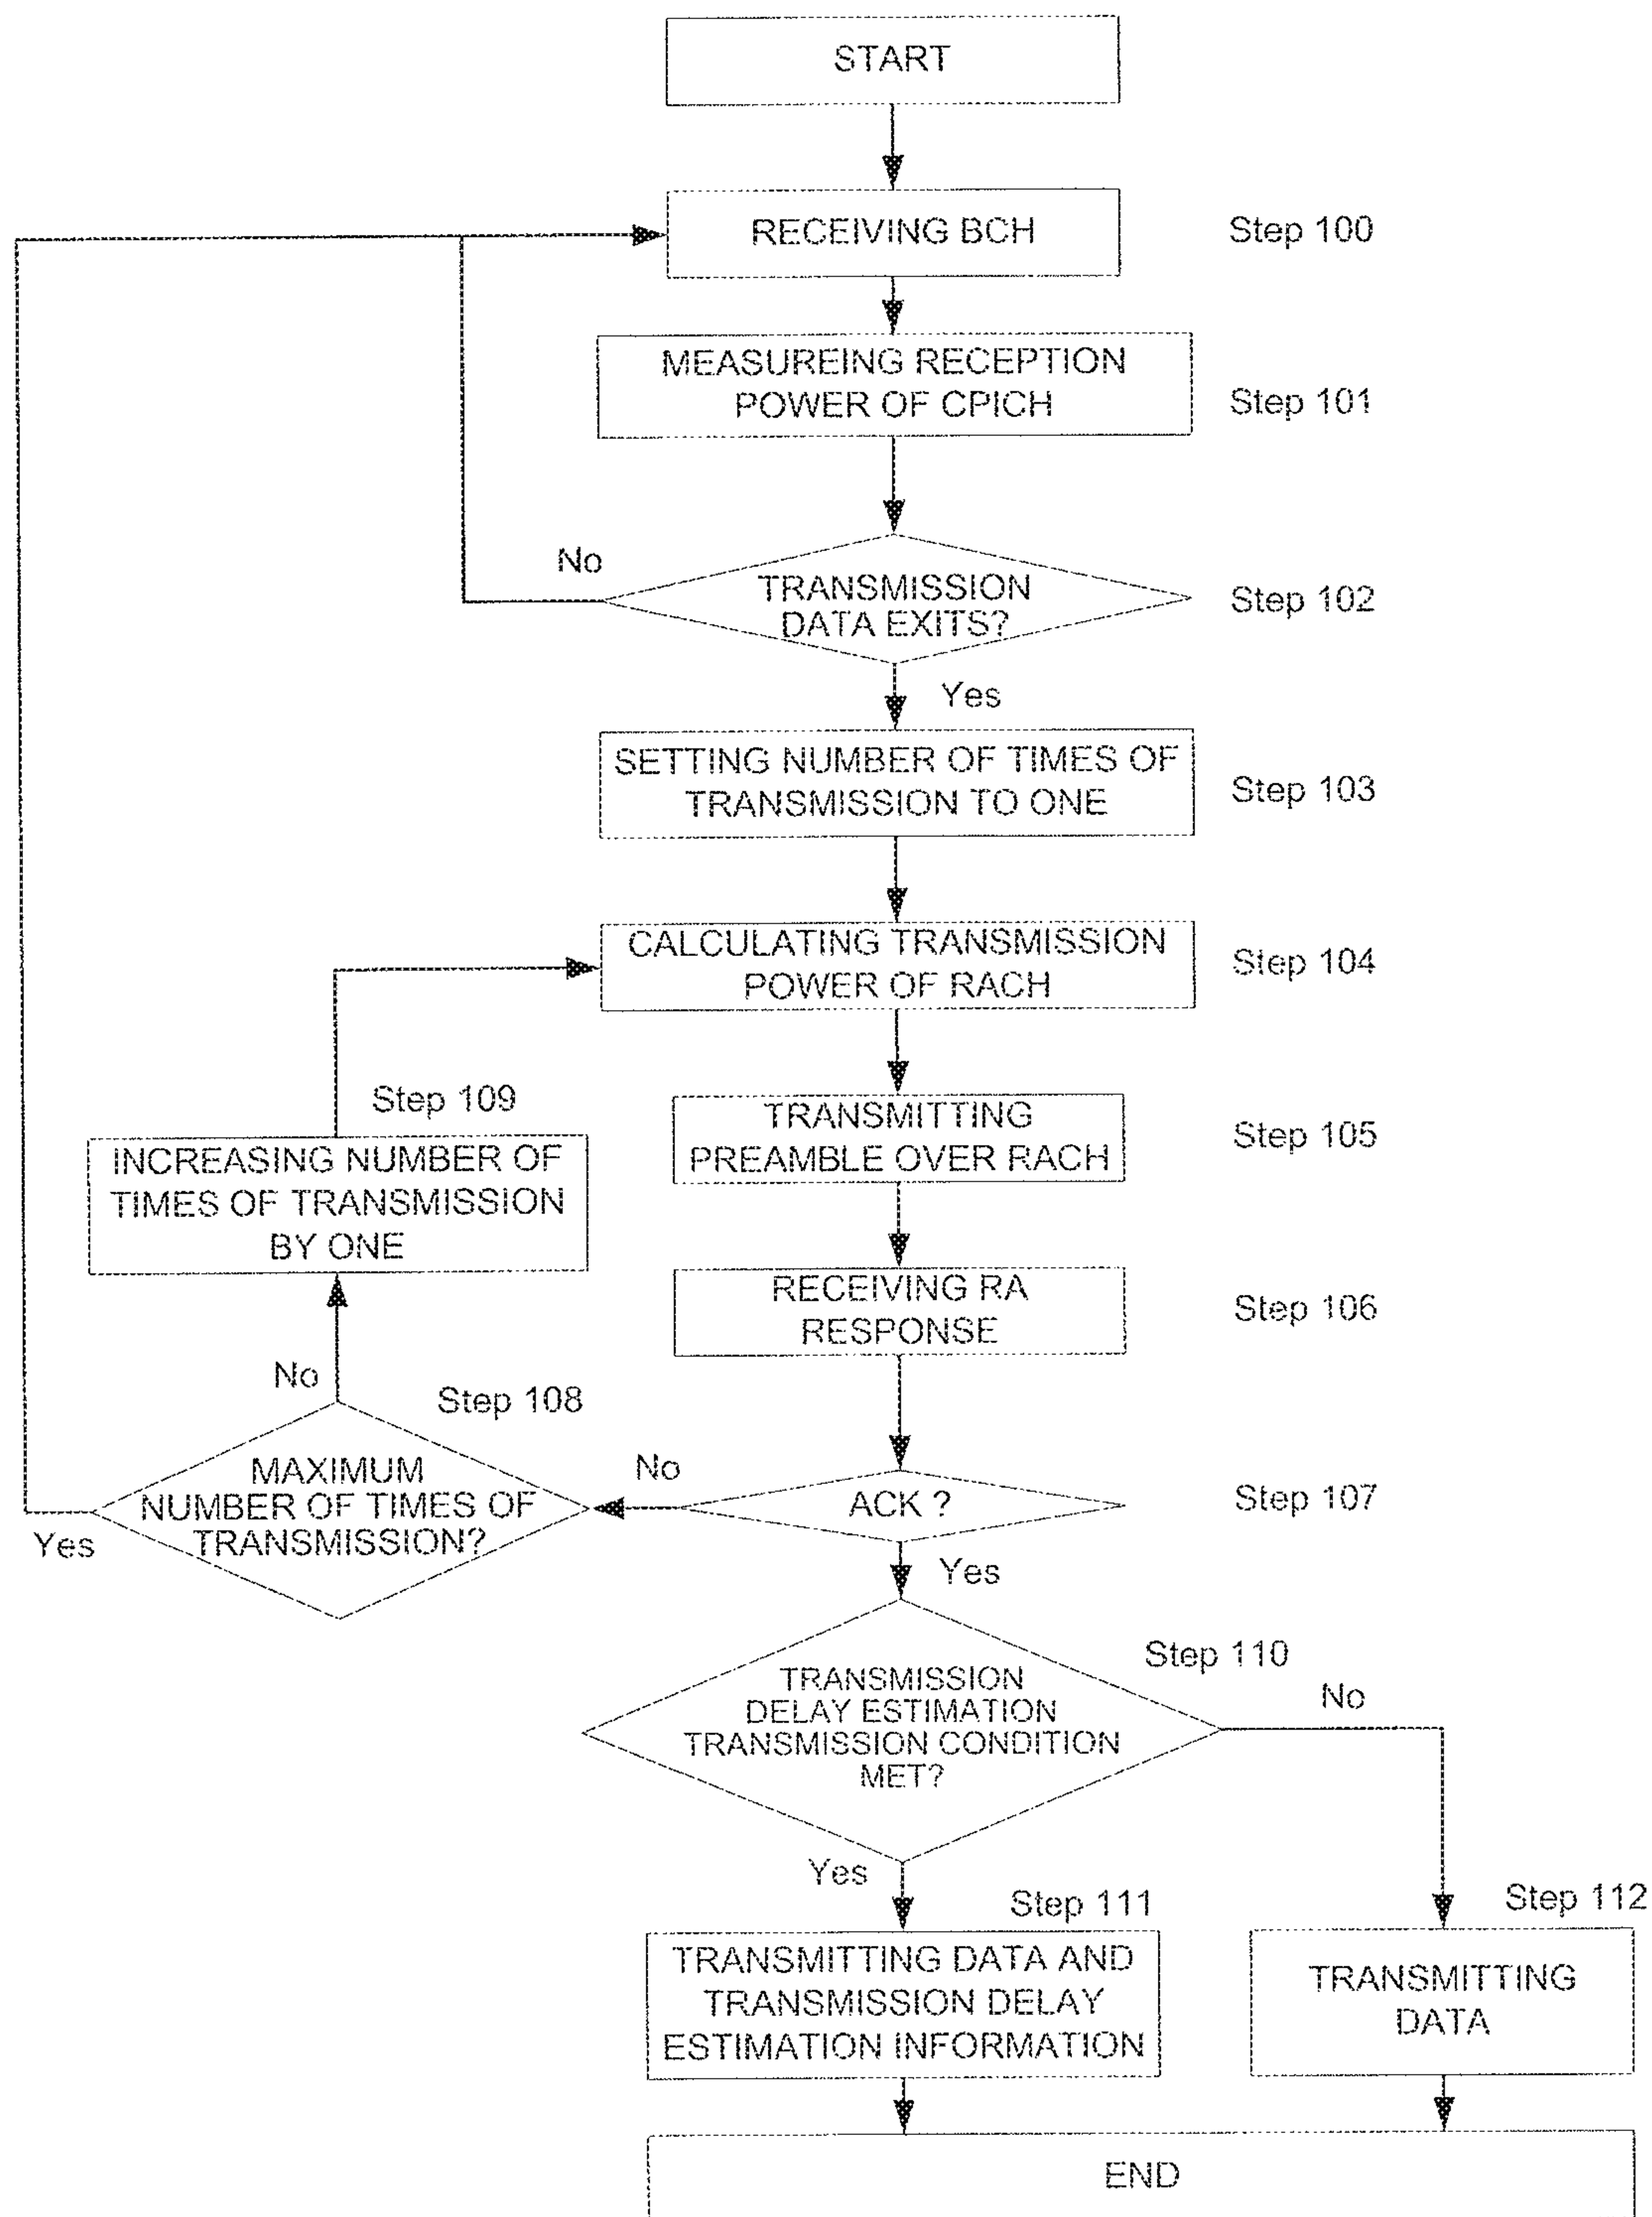 START
RECEIVING BCH
Step 100
MEASUREING RECEPTION
POWER OF CPICH
Step 101
No
TRANSMISSION
DATA EXITS?
Step 102
Yes
SETTING NUMBER OF TIMES OF
TRANSMISSION TO ONE
Step 103
CALCULATING TRANSMISSION
POWER OF RACH
Step 104
Step 109
INCREASING NUMBER OF
TIMES OF TRANSMISSION
BY ONE
TRANSMITTING
PREAMBLE OVER RACH
Step 105
RECEIVING RA
RESPONSE
Step 106
No
Step 108
MAXIMUM
NUMBER OF TIMES OF
TRANSMISSION?
Yes
No
ACK ?
Step 107
Yes
TRANSMISSION
DELAY ESTIMATION
TRANSMISSION CONDITION
MET?
Step 110
No
Yes
Step 111
TRANSMITTING DATA AND
TRANSMISSION DELAY
ESTIMATION INFORMATION
Step 112
TRANSMITTING
DATA
END